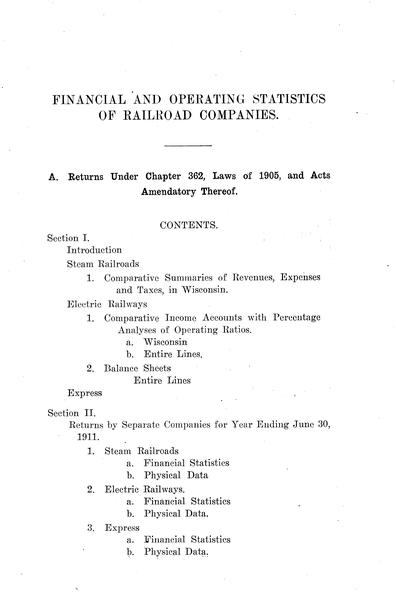 FINANCIAL AND OPERATING STATISTICS
OF RAILROAD COMPANIES.
A. Returns Under Chapter 362, Laws of 1905, and Acts
Amendatory Thereof.
CONTENTS.
Section I.
Introduction
Steam Railroads
1. Comparative Summaries of Revenues, Expenses
and Taxes, in Wisconsin.
Electric Railways
1. Comparative Income Accounts with Percentage
Analyses of Operating Ratios.
a. Wisconsin
b. Entire Lines.
2. Balance Sheets
Entire Lines
Express
Section II.
Returns by Separate Companies for Year Ending June 30,
1911.
1. Steam Railroads
a. Financial Statistics
b. Physical Data
2. Electric Railways.
a. Financial Statistics
b. Physical Data.
3. Express
a. Financial Statistics
b. Physical Data.